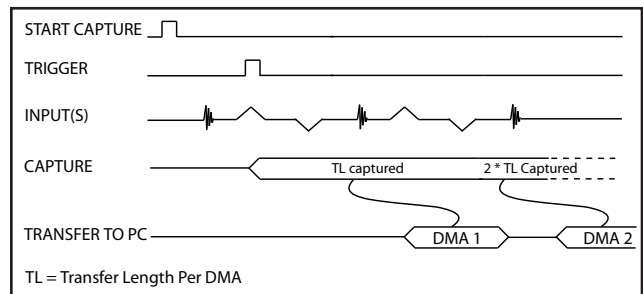 START CAPTURE
TRIGGER
INPUT(S)
CAPTURE
TL captured
2 * TL Captured
TRANSFER TO PC
DMA 1
DMA 2
TL = Transfer Length Per DMA